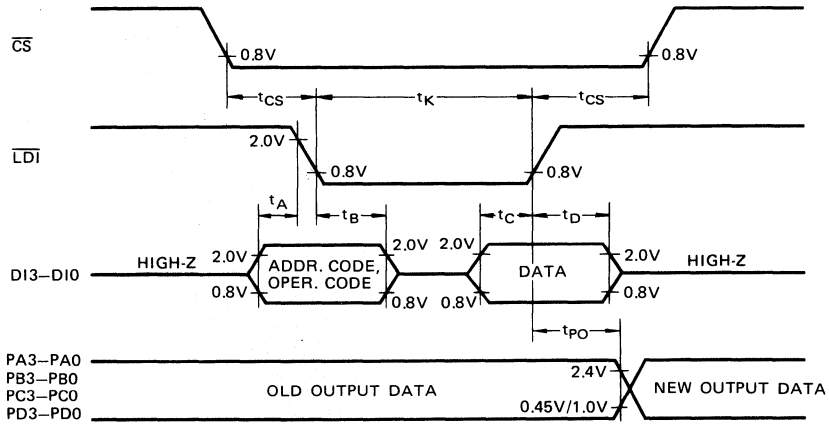 CS
0.8V
0.8V
tCS
tK
tCS
LDI
2.0V
0.8V
0.8V
tA
tB
tC
tD
DI3–DI0
HIGH-Z
2.0V
0.8V
ADDR. CODE,
OPER. CODE
2.0V
0.8V
2.0V
0.8V
DATA
2.0V
0.8V
HIGH-Z
tPO
PA3–PA0
PB3–PB0
PC3–PC0
PD3–PD0
OLD OUTPUT DATA
2.4V
0.45V/1.0V
NEW OUTPUT DATA